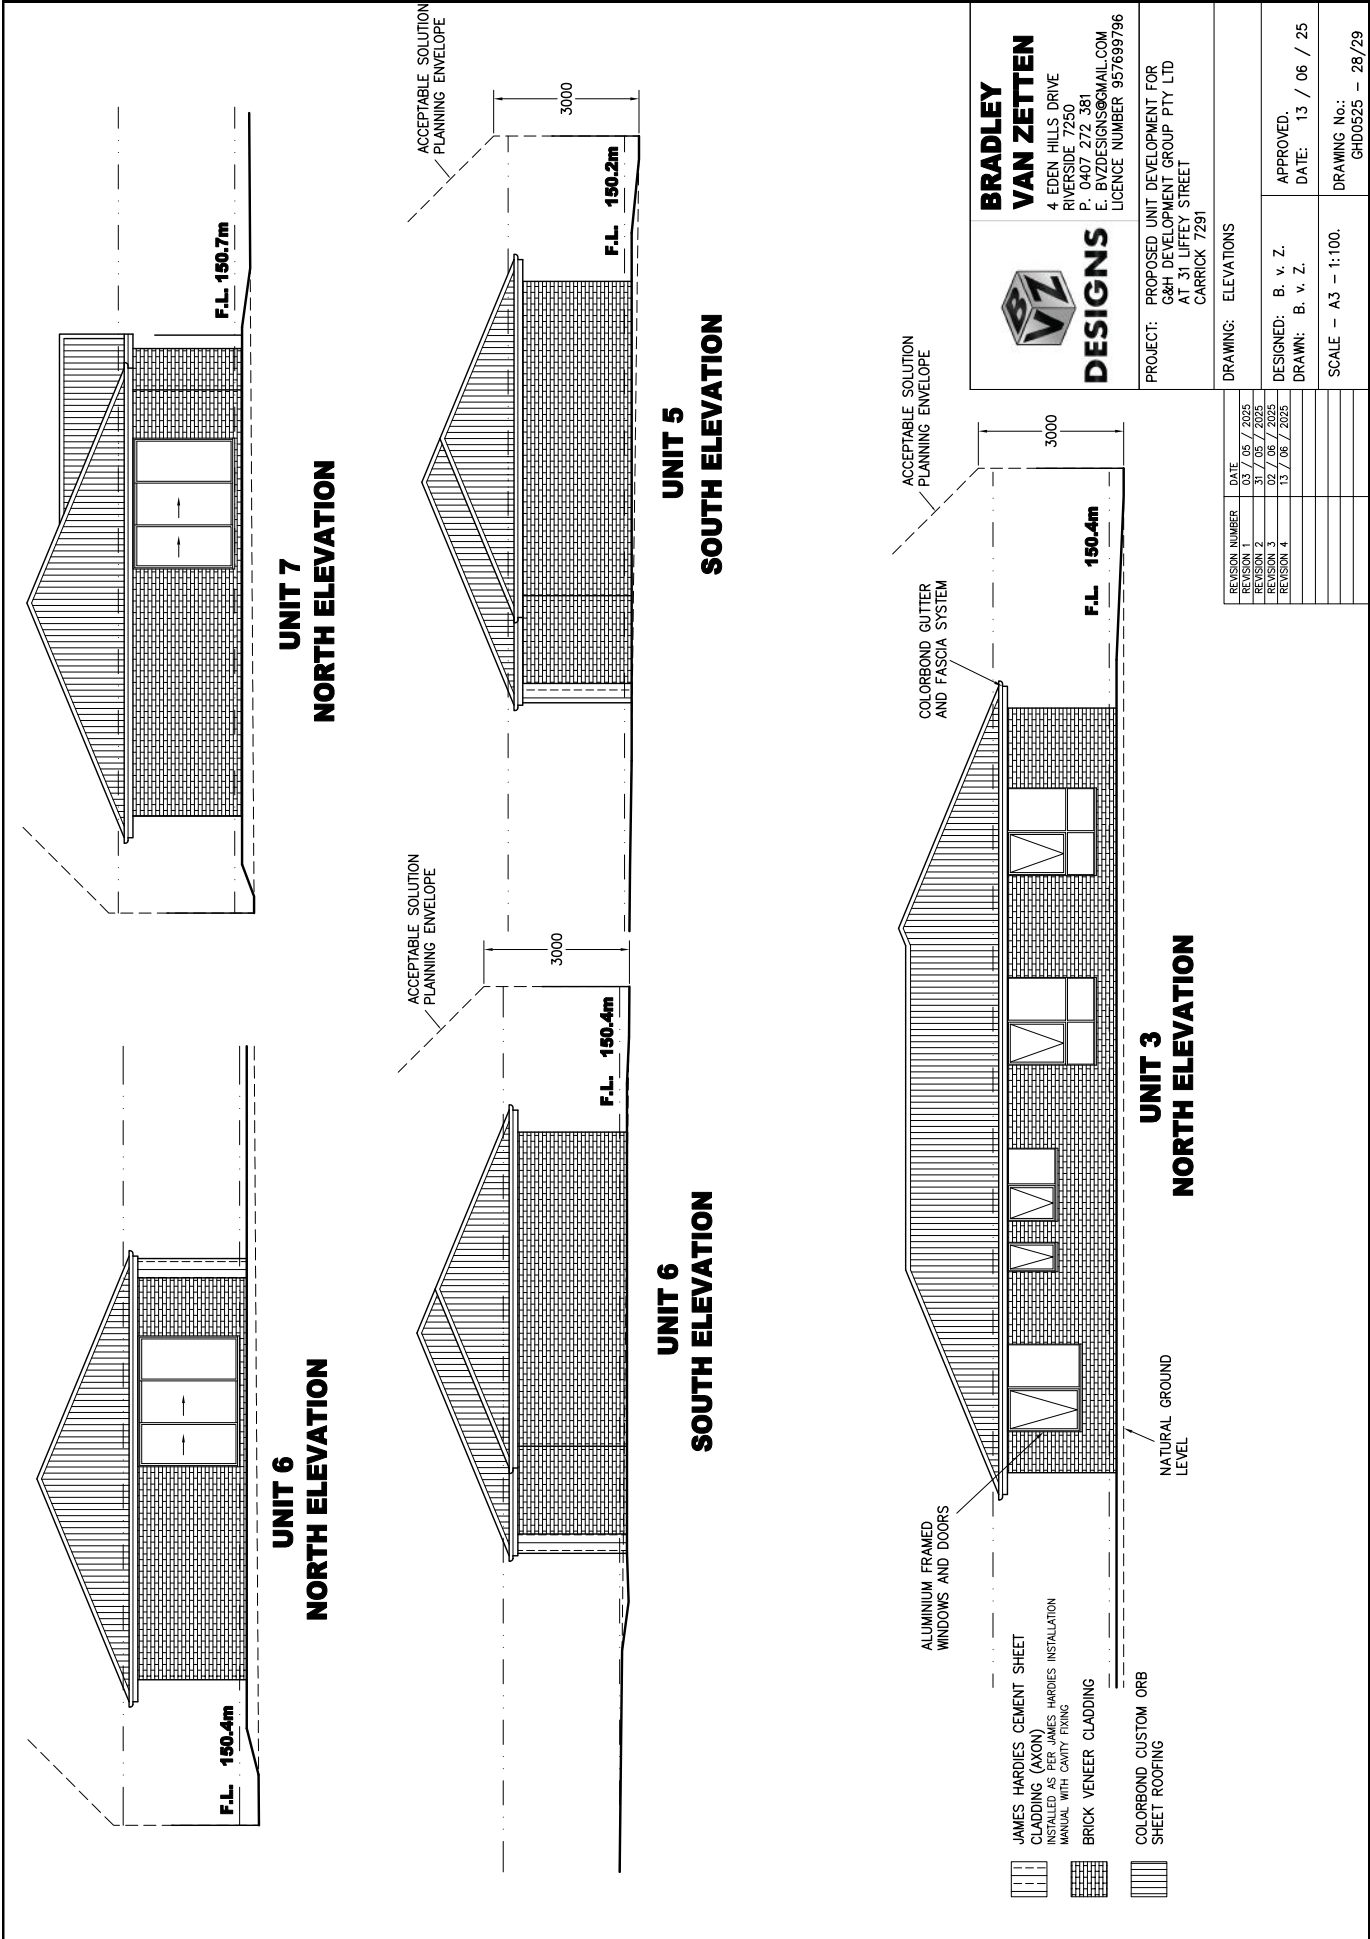 F.L. 150.4m
UNIT 6
NORTH ELEVATION
F.L. 150.7m
UNIT 7
NORTH ELEVATION
ACCEPTABLE SOLUTION
PLANNING ENVELOPE
3000
F.L. 150.4m
UNIT 6
SOUTH ELEVATION
ACCEPTABLE SOLUTION
PLANNING ENVELOPE
3000
F.L. 150.2m
UNIT 5
SOUTH ELEVATION
ALUMINIUM FRAMED
WINDOWS AND DOORS
COLORBOND GUTTER
AND FASCIA SYSTEM
ACCEPTABLE SOLUTION
PLANNING ENVELOPE
3000
F.L. 150.4m
NATURAL GROUND
LEVEL
UNIT 3
NORTH ELEVATION
JAMES HARDIES CEMENT SHEET
CLADDING (AXON)
INSTALLED AS PER JAMES HARDIES INSTALLATION
MANUAL WITH CAVITY FIXING
BRICK VENEER CLADDING
COLORBOND CUSTOM ORB
SHEET ROOFING
REVISION NUMBER DATE
REVISION 1 03 / 05 / 2025
REVISION 2 31 / 05 / 2025
REVISION 3 02 / 06 / 2025
REVISION 4 13 / 06 / 2025
BVZ
DESIGNS
BRADLEY
VAN ZETTEN
4 EDEN HILLS DRIVE
RIVERSIDE 7250
P. 0407 272 381
E. BVZDESIGNS@GMAIL.COM
LICENCE NUMBER 957699796
PROJECT: PROPOSED UNIT DEVELOPMENT FOR
G&H DEVELOPMENT GROUP PTY LTD
AT 31 LIFFEY STREET
CARRICK 7291
DRAWING: ELEVATIONS
DESIGNED: B. v. Z.
DRAWN: B. v. Z.
APPROVED.
DATE: 13 / 06 / 25
SCALE - A3 - 1:100.
DRAWING No.:
GHD0525 - 28/29